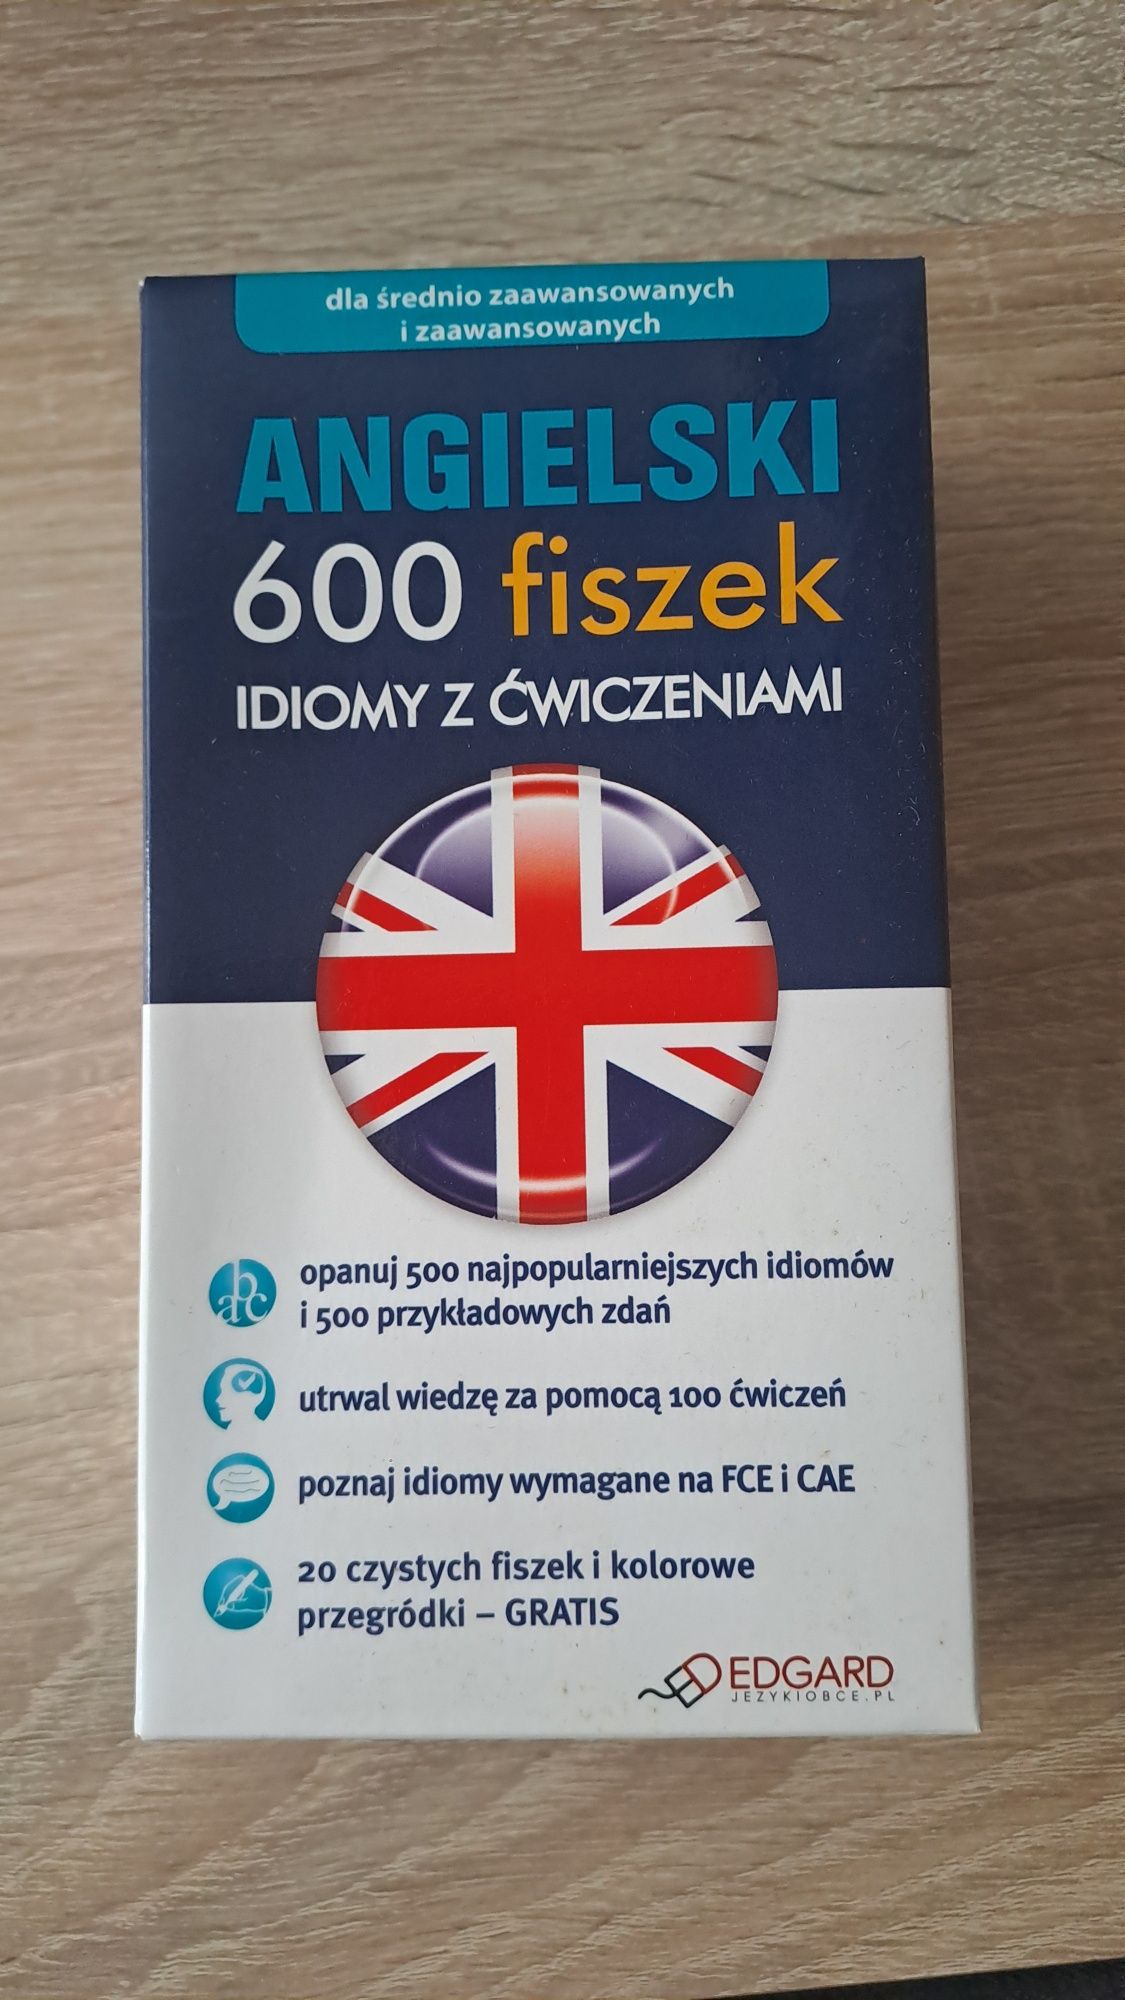 dla średnio zaawansowanych
i zaawansowanych
ANGIELSKI
600 fiszek
IDIOMY Z ĆWICZENIAMI
abc
opanuj 500 najpopularniejszych idiomów
i 500 przykładowych zdań
utrwal wiedzę za pomocą 100 ćwiczeń
poznaj idiomy wymagane na FCE i CAE
20 czystych fiszek i kolorowe
przegródki – GRATIS
EDGARD
JEZYKIOBCE.PL